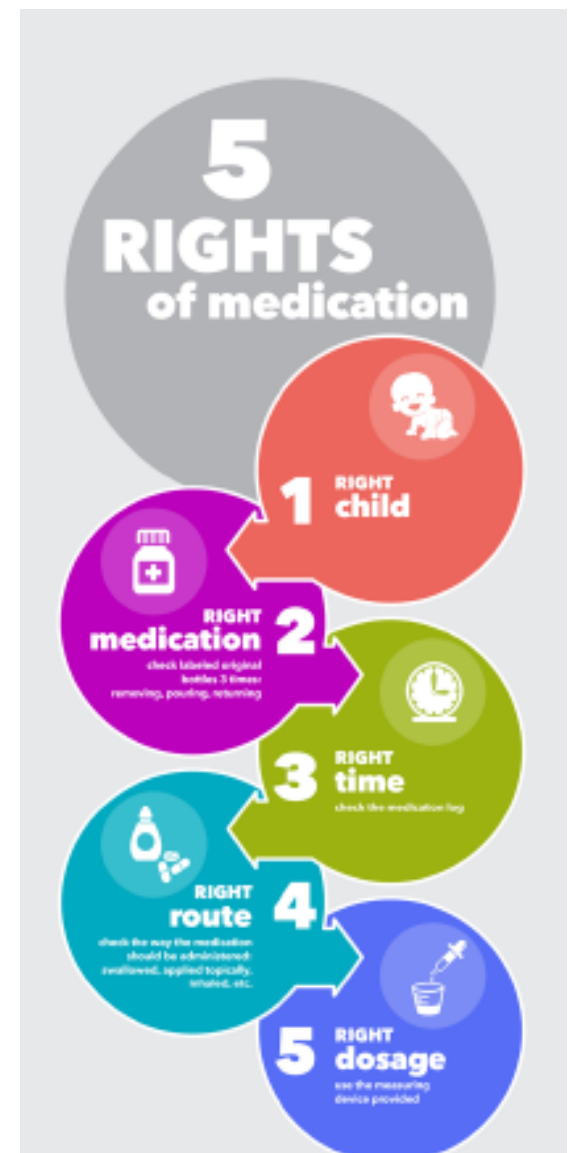 5
RIGHTS
of medication
1 RIGHT
child
RIGHT 2
medication
check labeled original
bottles 3 times:
removing, pouring, returning
3 RIGHT
time
check the medication log
RIGHT 4
route
check the way the medication
should be administered:
swallowed, applied topically,
inhaled, etc.
5 RIGHT
dosage
use the measuring
device provided